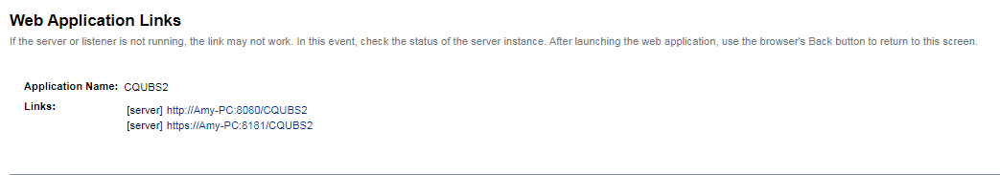 Web Application Links
If the server or listener is not running, the link may not work. In this event, check the status of the server instance. After launching the web application, use the browser's Back button to return to this screen.
Application Name: CQUBS2
Links:
[server] http://Amy-PC:8080/CQUBS2
[server] https://Amy-PC:8181/CQUBS2